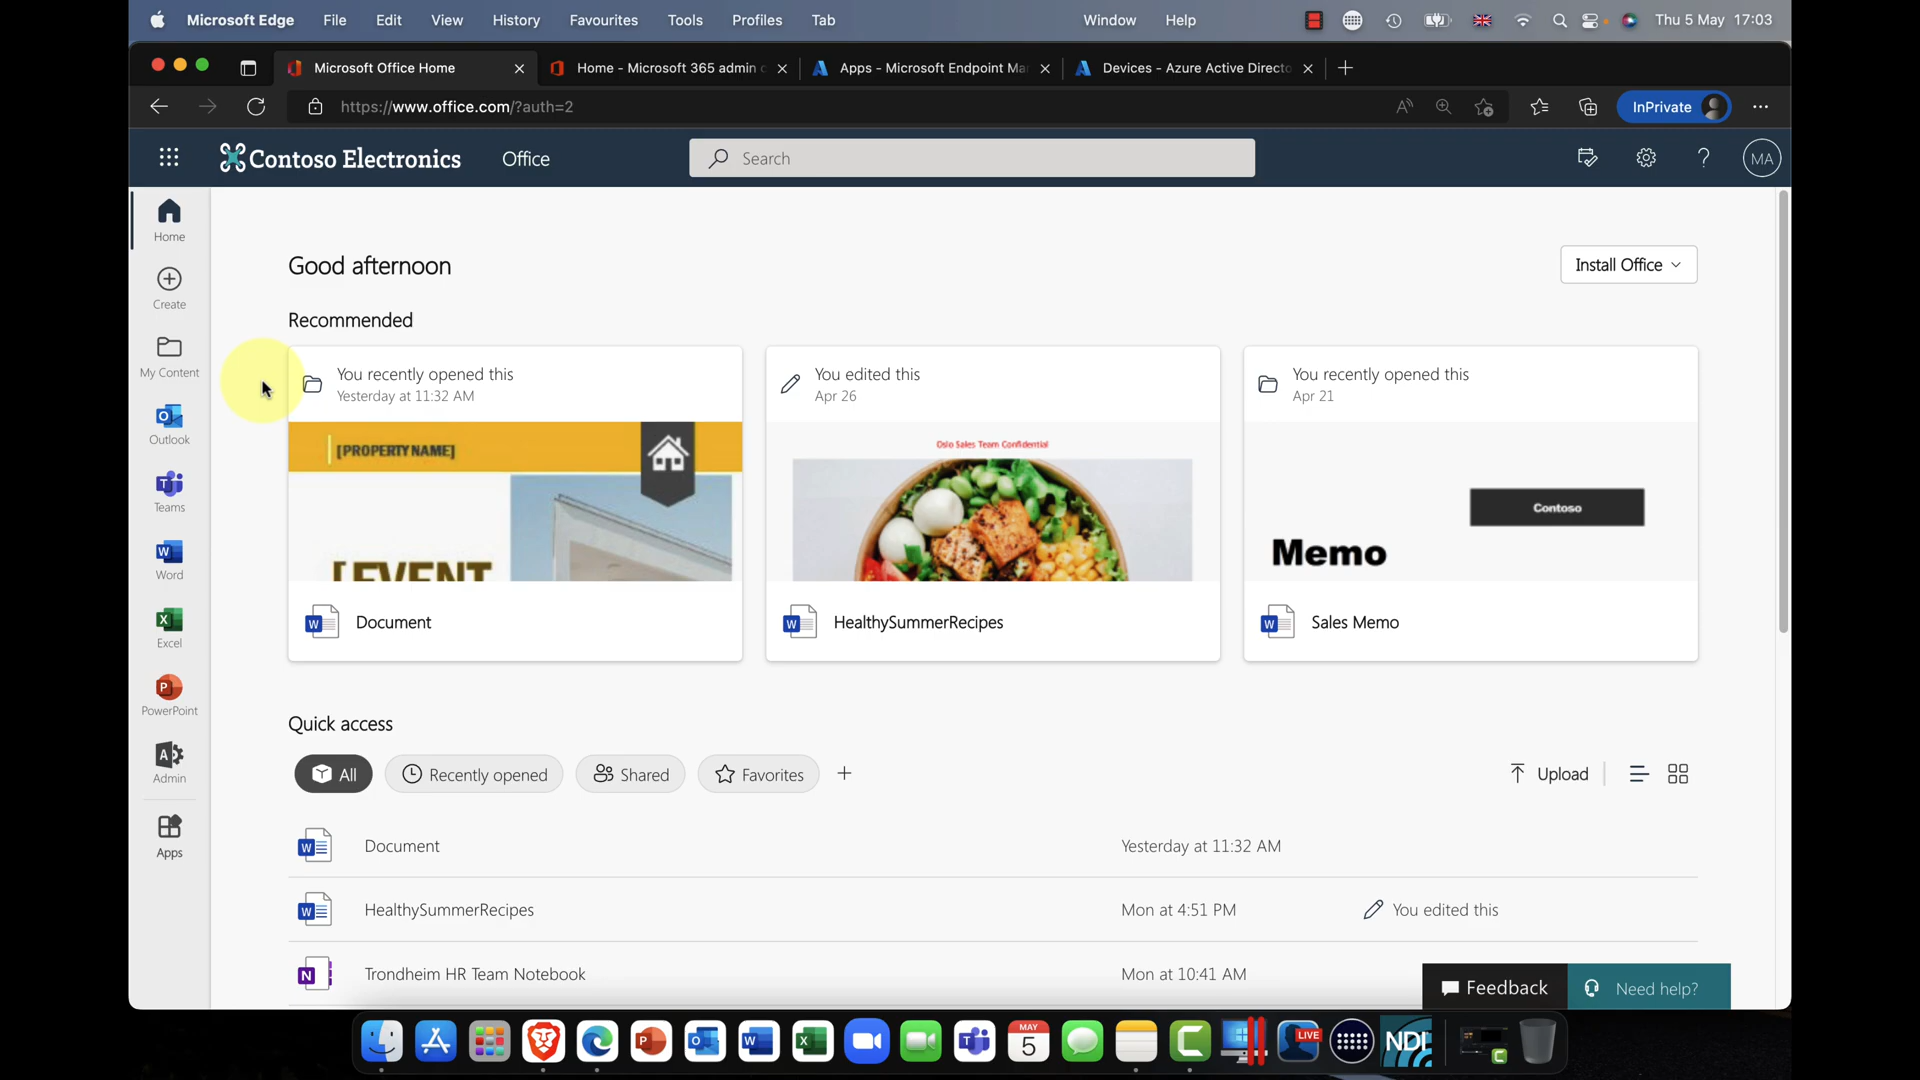 Microsoft Edge File Edit View History Favourites Tools Profiles Tab Window Help Thu 5 May 17:03
Microsoft Office Home Home - Microsoft 365 admin Apps - Microsoft Endpoint Ma Devices - Azure Active Directo
https://www.office.com/?auth=2 InPrivate
Contoso Electronics Office Search MA
Home
Create
My Content
Outlook
Teams
Word
Excel
PowerPoint
Admin
Apps
Good afternoon Install Office
Recommended
You recently opened this
Yesterday at 11:32 AM
[PROPERTY NAME]
[EVENT
Document
You edited this
Apr 26
Oslo Sales Team Confidential
HealthySummerRecipes
You recently opened this
Apr 21
Contoso
Memo
Sales Memo
Quick access
All Recently opened Shared Favorites Upload
Document Yesterday at 11:32 AM
HealthySummerRecipes Mon at 4:51 PM You edited this
Trondheim HR Team Notebook Mon at 10:41 AM
Feedback Need help?
MAY
5
LIVE
NDI